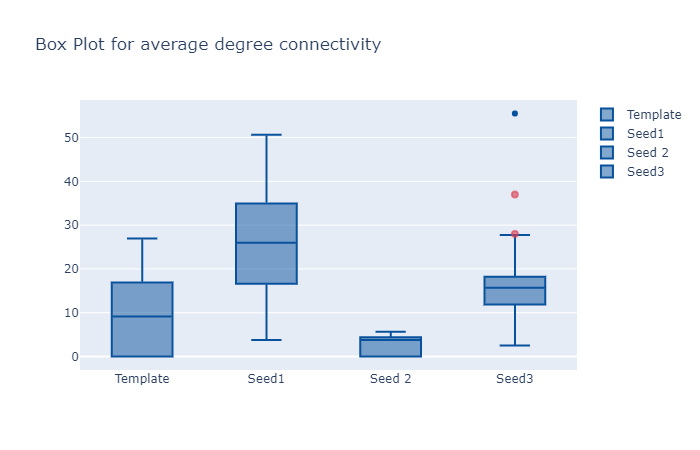 Box Plot for average degree connectivity
50
40
30
20
10
0
Template
Seed1
Seed 2
Seed3
Template
Seed1
Seed 2
Seed3